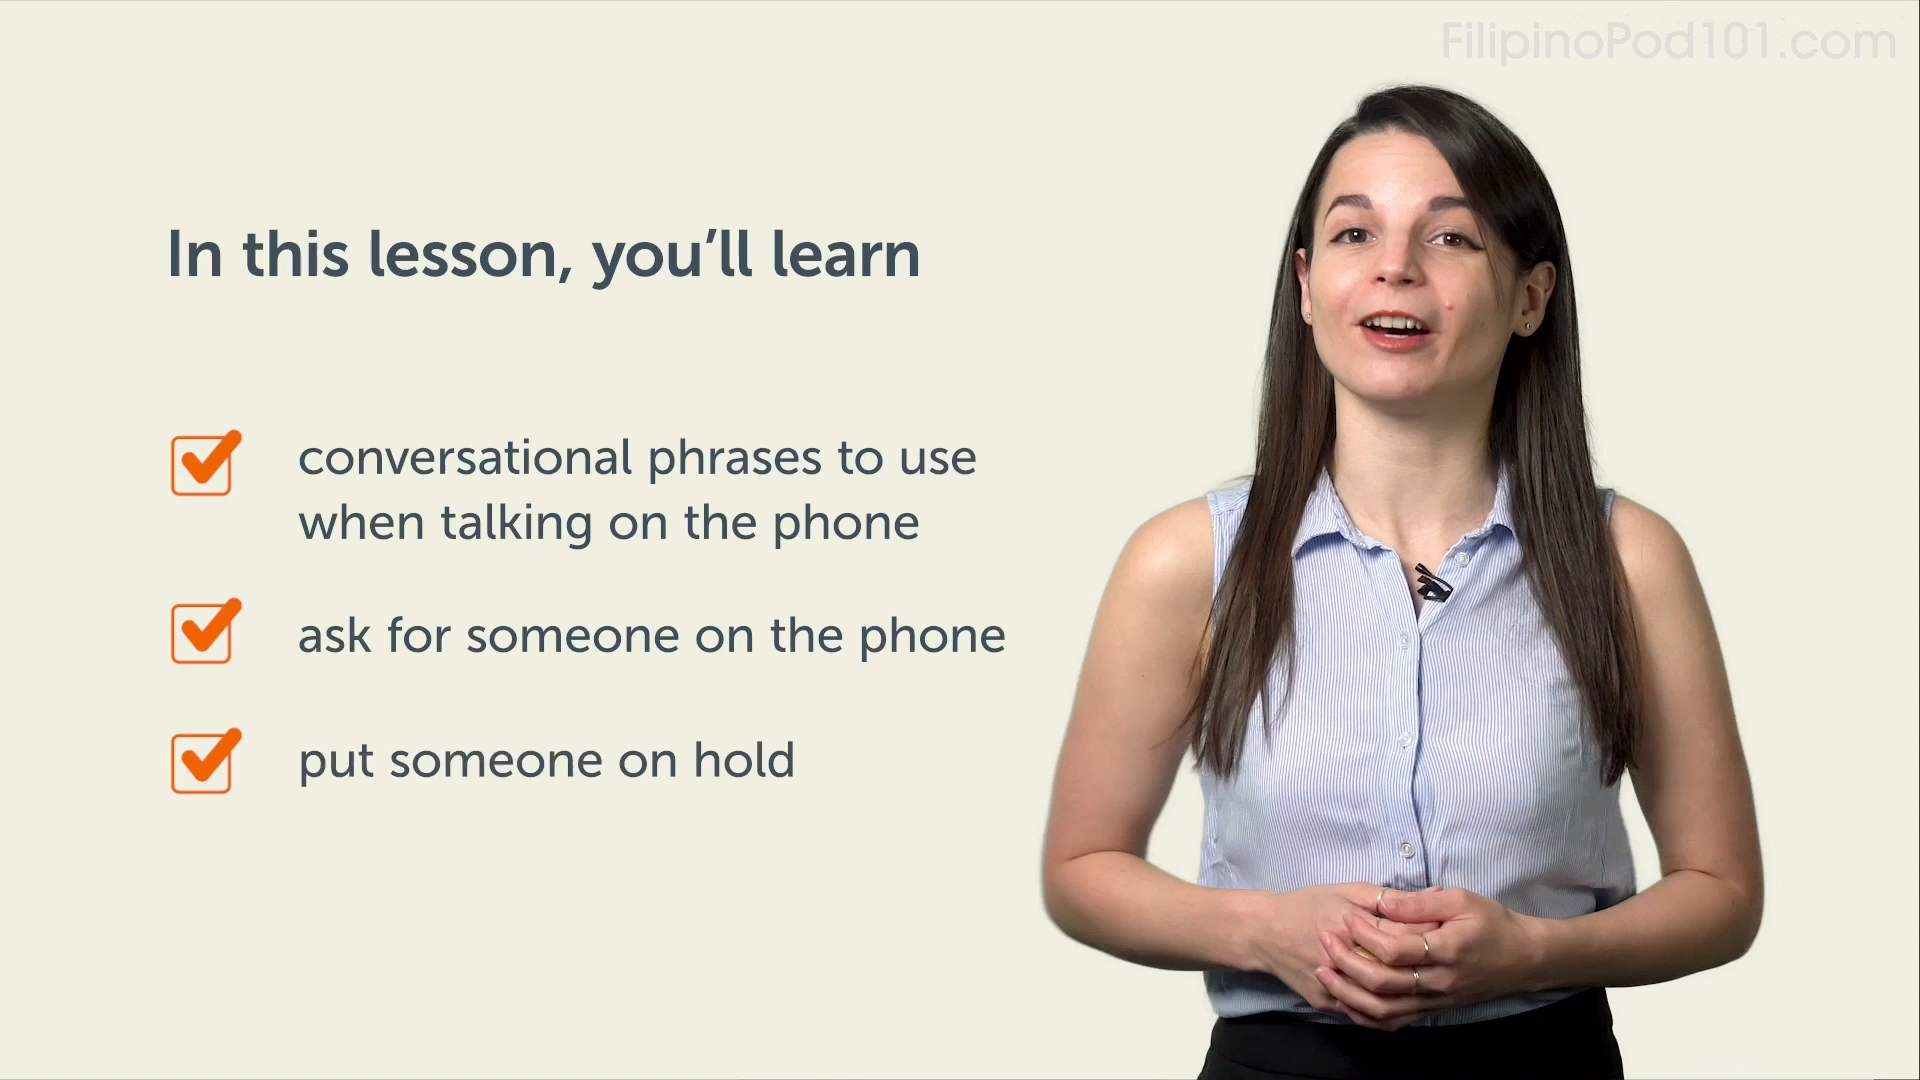 FilipinoPod101.com
In this lesson, you’ll learn
conversational phrases to use
when talking on the phone
ask for someone on the phone
put someone on hold